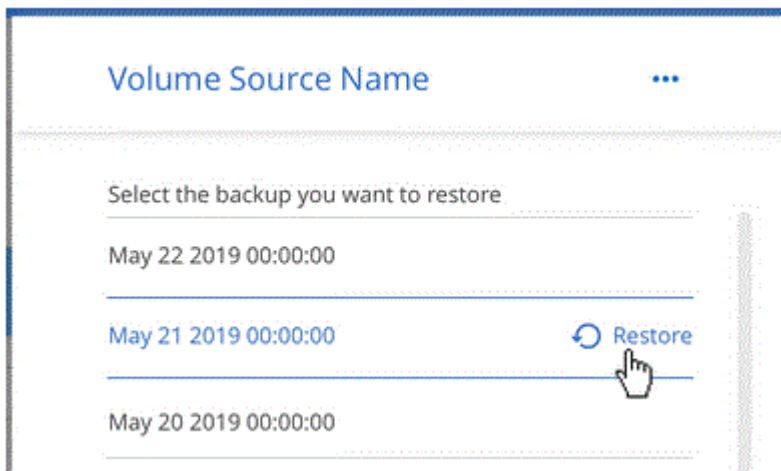 Volume Source Name
Select the backup you want to restore
May 22 2019 00:00:00
May 21 2019 00:00:00 Restore
May 20 2019 00:00:00